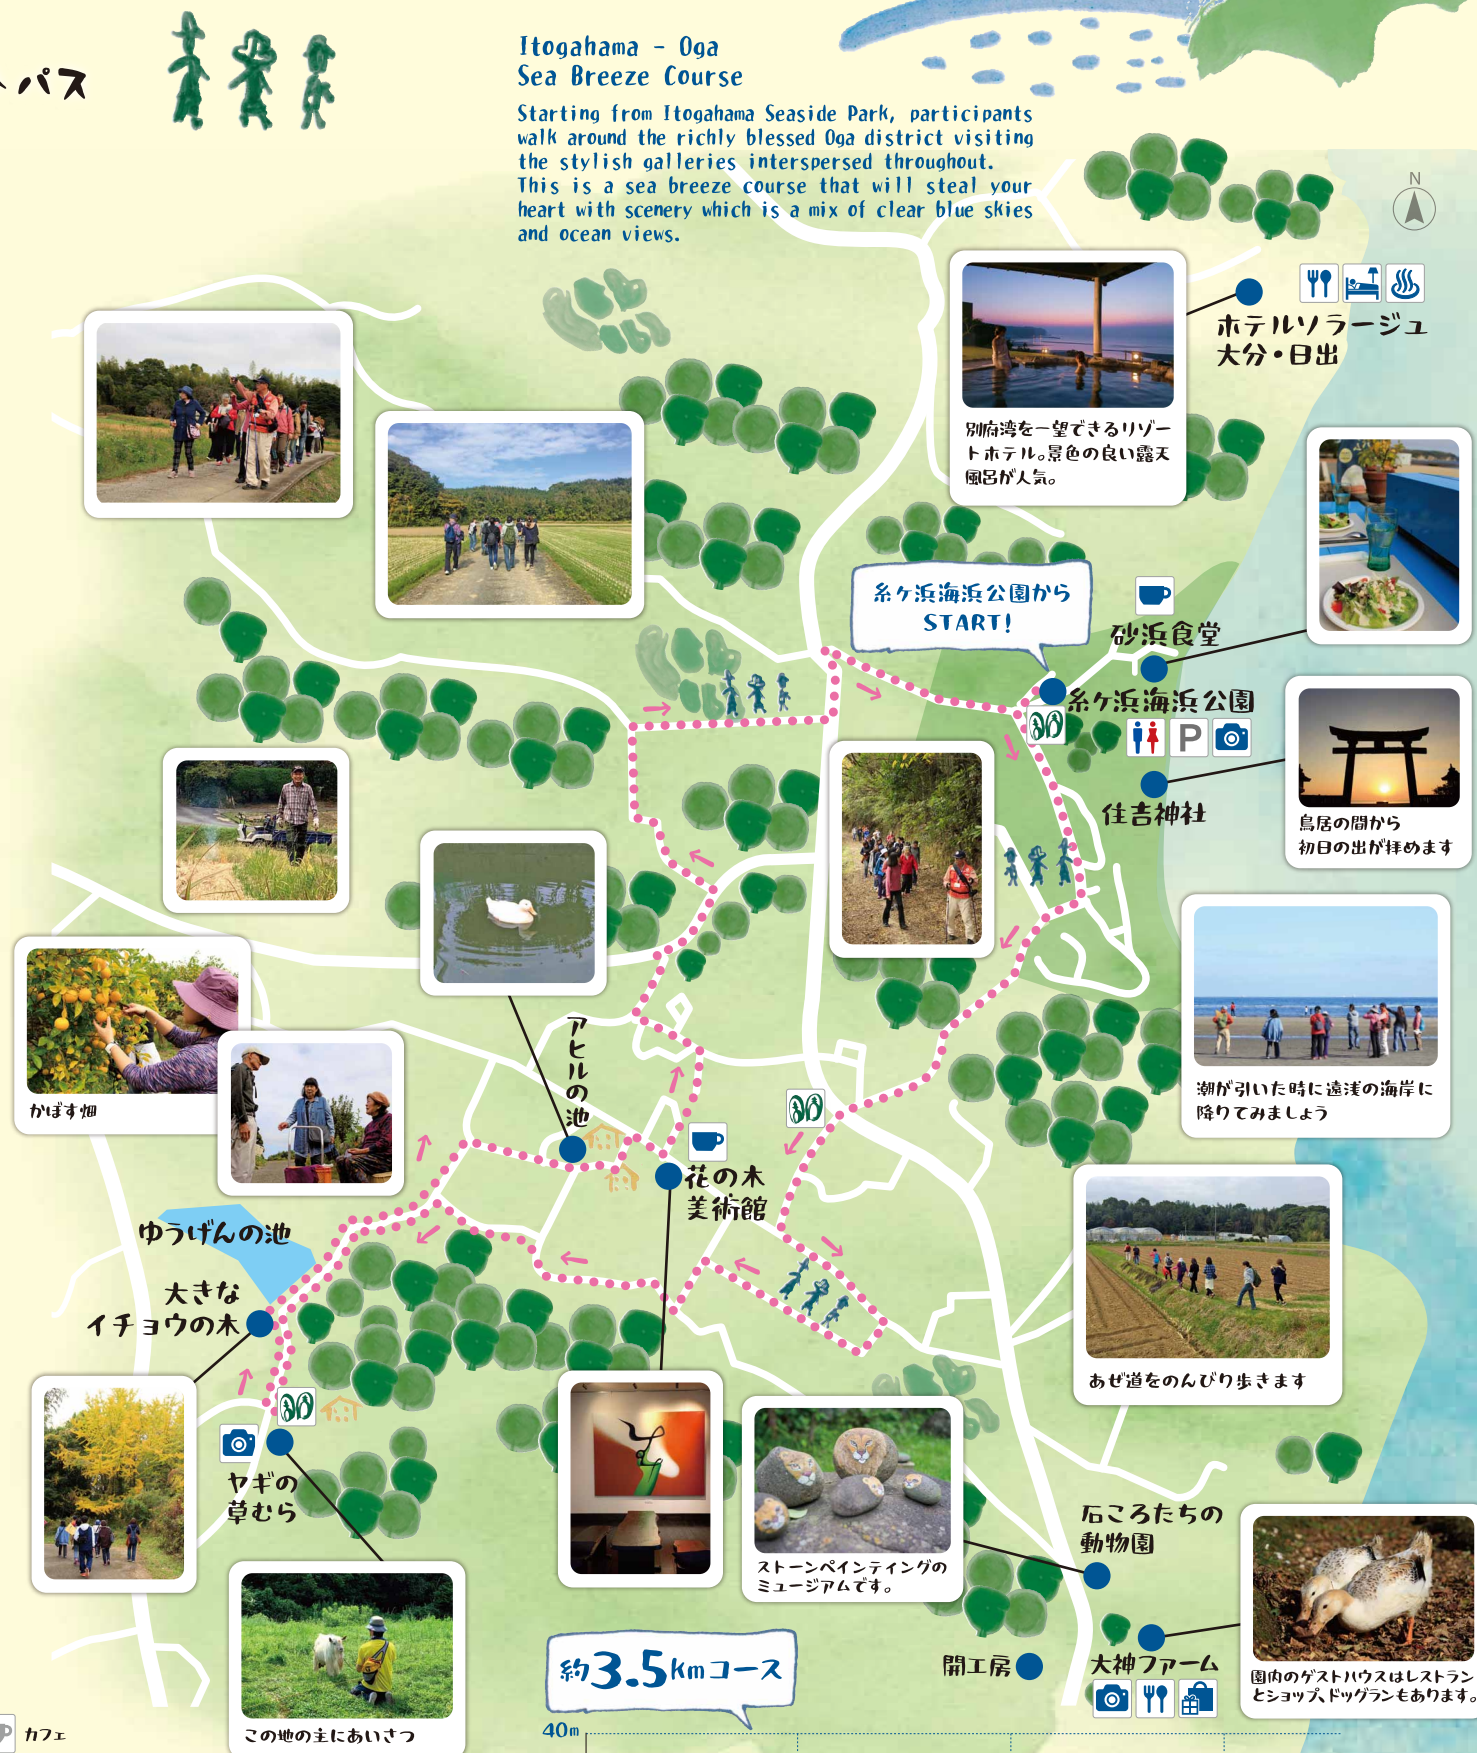 トパス
Itogahama - Oga
Sea Breeze Course
Starting from Itogahama Seaside Park, participants
walk around the richly blessed Oga district visiting
the stylish galleries interspersed throughout.
This is a sea breeze course that will steal your
heart with scenery which is a mix of clear blue skies
and ocean views.
N
ホテルソラージュ
大分・日出
別府湾を一望できるリゾー
トホテル。景色の良い露天
風呂が人気。
糸ヶ浜海浜公園から
START!
砂浜食堂
糸ヶ浜海浜公園
P
住吉神社
鳥居の間から
初日の出が拝めます
潮が引いた時に遠浅の海岸に
降りてみましょう
かぼす畑
アヒルの池
花の木
美術館
ゆうげんの池
大きな
イチョウの木
あぜ道をのんびり歩きます
ヤギの
草むら
ストーンペインティングの
ミュージアムです。
石ころたちの
動物園
開工房
大神ファーム
園内のゲストハウスはレストラン
とショップ、ドッグランもあります。
この地の主にあいさつ
約3.5kmコース
40m
カフェ